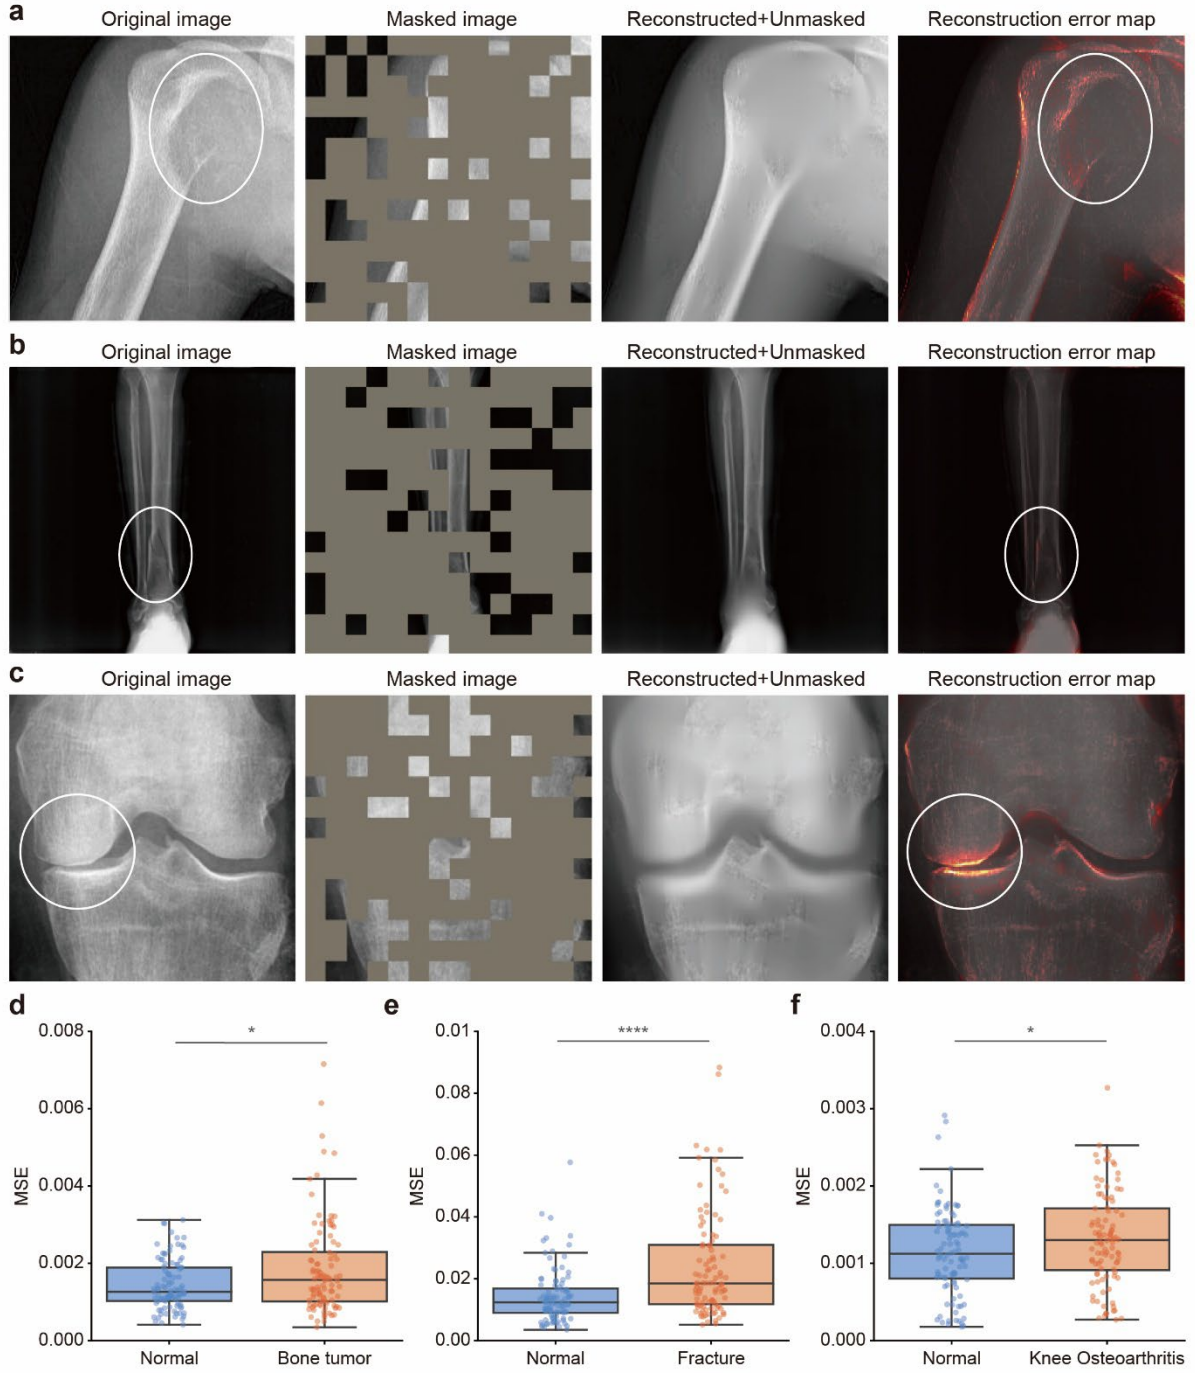 a
Original image
Masked image
Reconstructed+Unmasked
Reconstruction error map
b
Original image
Masked image
Reconstructed+Unmasked
Reconstruction error map
c
Original image
Masked image
Reconstructed+Unmasked
Reconstruction error map
d
MSE
0.008
0.006
0.004
0.002
0.000
*
Normal
Bone tumor
e
MSE
0.01
0.08
0.06
0.04
0.02
0.00
****
Normal
Fracture
f
MSE
0.004
0.003
0.002
0.001
0.000
*
Normal
Knee Osteoarthritis